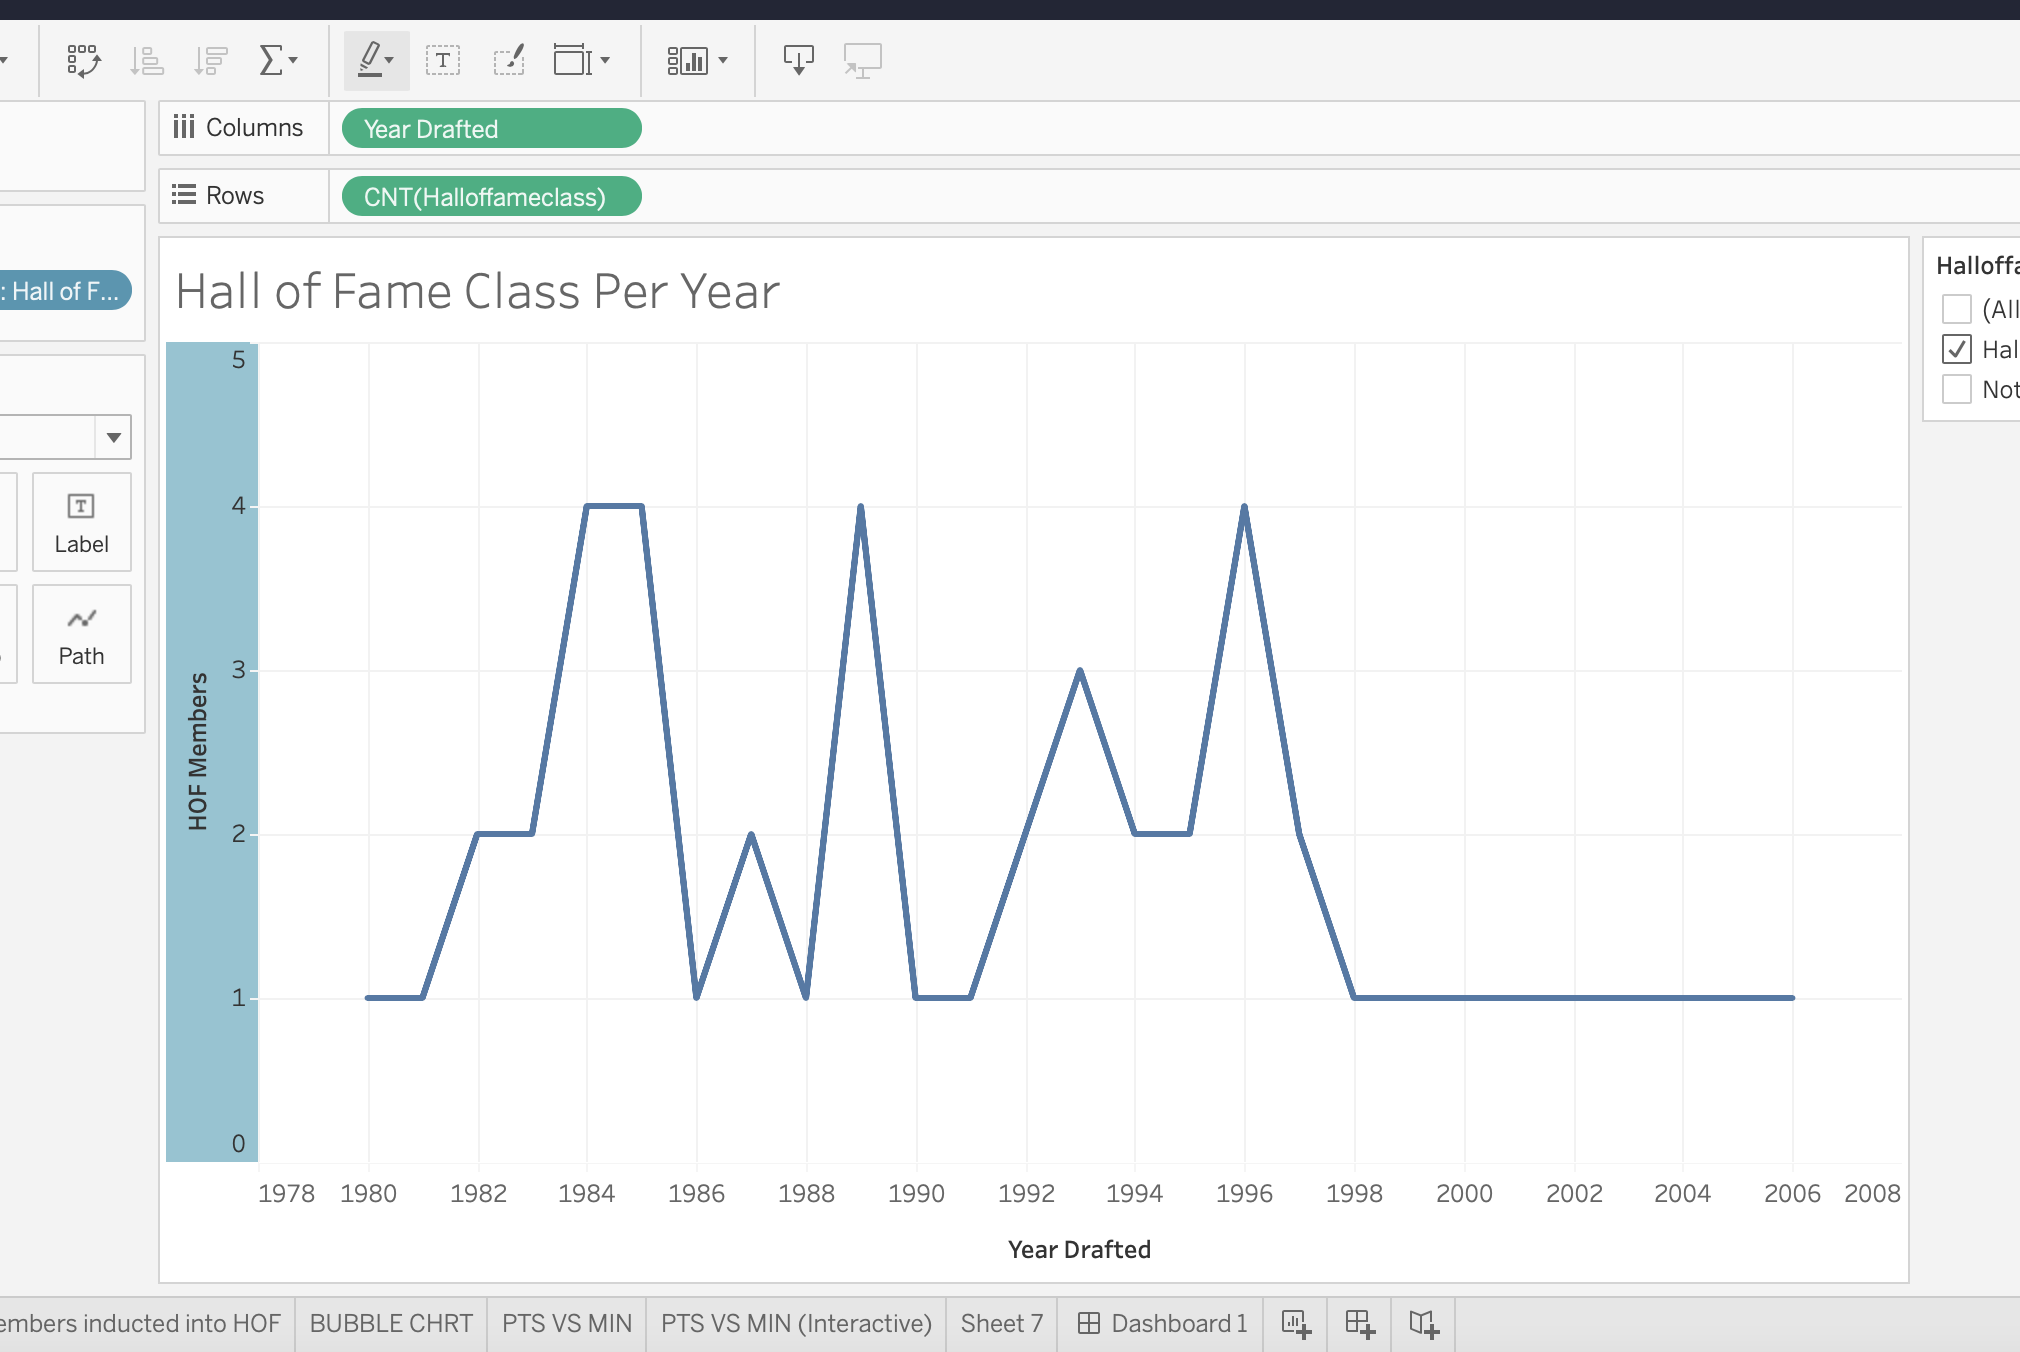 Columns
Year Drafted
Rows
CNT(Halloffameclass)
: Hall of F...
Label
Path
Hall of Fame Class Per Year
5
4
3
2
1
0
HOF Members
1978 1980 1982 1984 1986 1988 1990 1992 1994 1996 1998 2000 2002 2004 2006 2008
Year Drafted
Halloffa
(All
Hal
Not
embers inducted into HOF
BUBBLE CHRT
PTS VS MIN
PTS VS MIN (Interactive)
Sheet 7
Dashboard 1